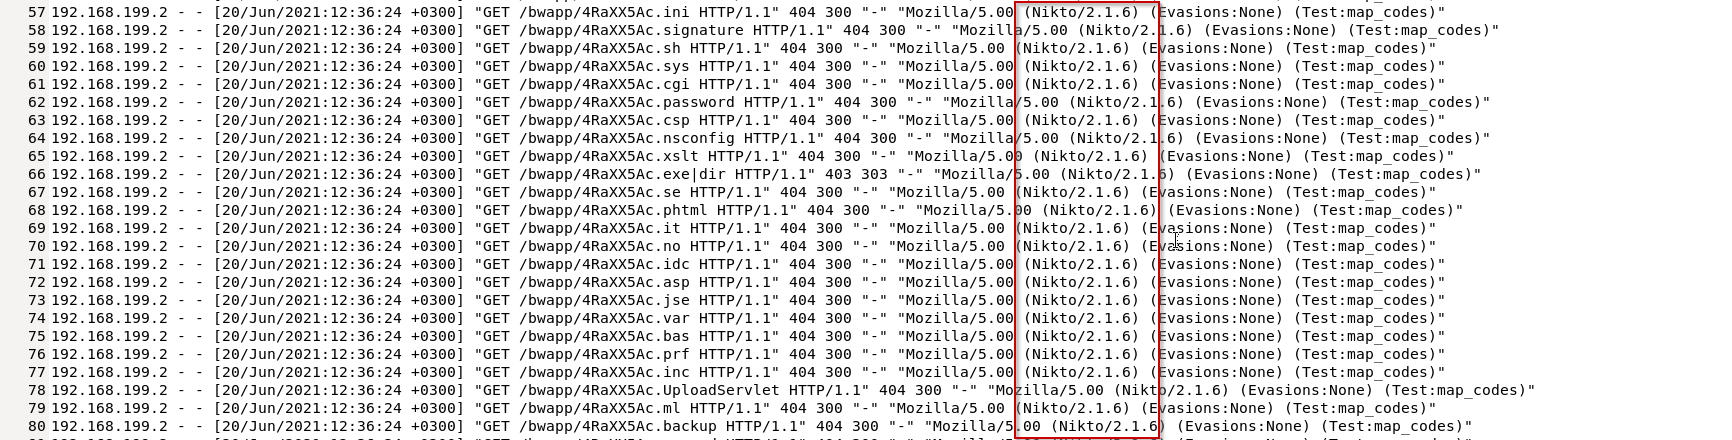 57 192.168.199.2 - - [20/Jun/2021:12:36:24 +0300] "GET /bwapp/4RaXX5Ac.ini HTTP/1.1" 404 300 "-" "Mozilla/5.00 (Nikto/2.1.6) (Evasions:None) (Test:map_codes)"
58 192.168.199.2 - - [20/Jun/2021:12:36:24 +0300] "GET /bwapp/4RaXX5Ac.signature HTTP/1.1" 404 300 "-" "Mozilla/5.00 (Nikto/2.1.6) (Evasions:None) (Test:map_codes)"
59 192.168.199.2 - - [20/Jun/2021:12:36:24 +0300] "GET /bwapp/4RaXX5Ac.sh HTTP/1.1" 404 300 "-" "Mozilla/5.00 (Nikto/2.1.6) (Evasions:None) (Test:map_codes)"
60 192.168.199.2 - - [20/Jun/2021:12:36:24 +0300] "GET /bwapp/4RaXX5Ac.sys HTTP/1.1" 404 300 "-" "Mozilla/5.00 (Nikto/2.1.6) (Evasions:None) (Test:map_codes)"
61 192.168.199.2 - - [20/Jun/2021:12:36:24 +0300] "GET /bwapp/4RaXX5Ac.cgi HTTP/1.1" 404 300 "-" "Mozilla/5.00 (Nikto/2.1.6) (Evasions:None) (Test:map_codes)"
62 192.168.199.2 - - [20/Jun/2021:12:36:24 +0300] "GET /bwapp/4RaXX5Ac.password HTTP/1.1" 404 300 "-" "Mozilla/5.00 (Nikto/2.1.6) (Evasions:None) (Test:map_codes)"
63 192.168.199.2 - - [20/Jun/2021:12:36:24 +0300] "GET /bwapp/4RaXX5Ac.csp HTTP/1.1" 404 300 "-" "Mozilla/5.00 (Nikto/2.1.6) (Evasions:None) (Test:map_codes)"
64 192.168.199.2 - - [20/Jun/2021:12:36:24 +0300] "GET /bwapp/4RaXX5Ac.nsconfig HTTP/1.1" 404 300 "-" "Mozilla/5.00 (Nikto/2.1.6) (Evasions:None) (Test:map_codes)"
65 192.168.199.2 - - [20/Jun/2021:12:36:24 +0300] "GET /bwapp/4RaXX5Ac.xslt HTTP/1.1" 404 300 "-" "Mozilla/5.00 (Nikto/2.1.6) (Evasions:None) (Test:map_codes)"
66 192.168.199.2 - - [20/Jun/2021:12:36:24 +0300] "GET /bwapp/4RaXX5Ac.exe|dir HTTP/1.1" 403 303 "-" "Mozilla/5.00 (Nikto/2.1.6) (Evasions:None) (Test:map_codes)"
67 192.168.199.2 - - [20/Jun/2021:12:36:24 +0300] "GET /bwapp/4RaXX5Ac.se HTTP/1.1" 404 300 "-" "Mozilla/5.00 (Nikto/2.1.6) (Evasions:None) (Test:map_codes)"
68 192.168.199.2 - - [20/Jun/2021:12:36:24 +0300] "GET /bwapp/4RaXX5Ac.phtml HTTP/1.1" 404 300 "-" "Mozilla/5.00 (Nikto/2.1.6) (Evasions:None) (Test:map_codes)"
69 192.168.199.2 - - [20/Jun/2021:12:36:24 +0300] "GET /bwapp/4RaXX5Ac.it HTTP/1.1" 404 300 "-" "Mozilla/5.00 (Nikto/2.1.6) (Evasions:None) (Test:map_codes)"
70 192.168.199.2 - - [20/Jun/2021:12:36:24 +0300] "GET /bwapp/4RaXX5Ac.no HTTP/1.1" 404 300 "-" "Mozilla/5.00 (Nikto/2.1.6) (Evasions:None) (Test:map_codes)"
71 192.168.199.2 - - [20/Jun/2021:12:36:24 +0300] "GET /bwapp/4RaXX5Ac.idc HTTP/1.1" 404 300 "-" "Mozilla/5.00 (Nikto/2.1.6) (Evasions:None) (Test:map_codes)"
72 192.168.199.2 - - [20/Jun/2021:12:36:24 +0300] "GET /bwapp/4RaXX5Ac.asp HTTP/1.1" 404 300 "-" "Mozilla/5.00 (Nikto/2.1.6) (Evasions:None) (Test:map_codes)"
73 192.168.199.2 - - [20/Jun/2021:12:36:24 +0300] "GET /bwapp/4RaXX5Ac.jse HTTP/1.1" 404 300 "-" "Mozilla/5.00 (Nikto/2.1.6) (Evasions:None) (Test:map_codes)"
74 192.168.199.2 - - [20/Jun/2021:12:36:24 +0300] "GET /bwapp/4RaXX5Ac.var HTTP/1.1" 404 300 "-" "Mozilla/5.00 (Nikto/2.1.6) (Evasions:None) (Test:map_codes)"
75 192.168.199.2 - - [20/Jun/2021:12:36:24 +0300] "GET /bwapp/4RaXX5Ac.bas HTTP/1.1" 404 300 "-" "Mozilla/5.00 (Nikto/2.1.6) (Evasions:None) (Test:map_codes)"
76 192.168.199.2 - - [20/Jun/2021:12:36:24 +0300] "GET /bwapp/4RaXX5Ac.prf HTTP/1.1" 404 300 "-" "Mozilla/5.00 (Nikto/2.1.6) (Evasions:None) (Test:map_codes)"
77 192.168.199.2 - - [20/Jun/2021:12:36:24 +0300] "GET /bwapp/4RaXX5Ac.inc HTTP/1.1" 404 300 "-" "Mozilla/5.00 (Nikto/2.1.6) (Evasions:None) (Test:map_codes)"
78 192.168.199.2 - - [20/Jun/2021:12:36:24 +0300] "GET /bwapp/4RaXX5Ac.UploadServlet HTTP/1.1" 404 300 "-" "Mozilla/5.00 (Nikto/2.1.6) (Evasions:None) (Test:map_codes)"
79 192.168.199.2 - - [20/Jun/2021:12:36:24 +0300] "GET /bwapp/4RaXX5Ac.ml HTTP/1.1" 404 300 "-" "Mozilla/5.00 (Nikto/2.1.6) (Evasions:None) (Test:map_codes)"
80 192.168.199.2 - - [20/Jun/2021:12:36:24 +0300] "GET /bwapp/4RaXX5Ac.backup HTTP/1.1" 404 300 "-" "Mozilla/5.00 (Nikto/2.1.6) (Evasions:None) (Test:map_codes)"